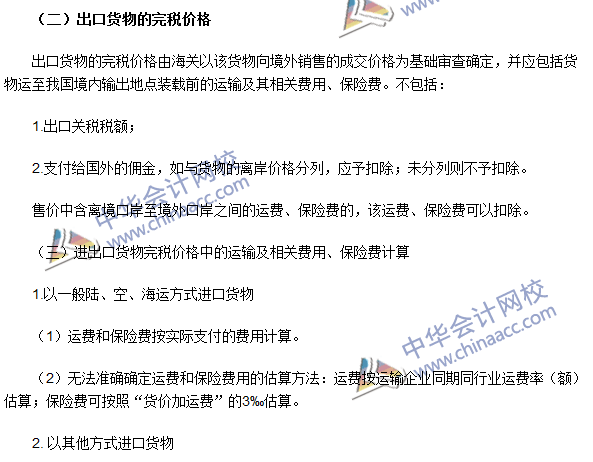 （二）出口货物的完税价格
出口货物的完税价格由海关以该货物向境外销售的成交价格为基础审查确定，并应包括货
物运至我国境内输出地点装载前的运输及其相关费用、保险费。不包括：
1.出口关税税额；
2.支付给国外的佣金，如与货物的离岸价格分列，应予扣除；未分列则不予扣除。
售价中含离境口岸至境外口岸之间的运费、保险费的，该运费、保险费可以扣除。
中华会计网校
www.chinaacc.com
（三）进出口货物完税价格中的运输及相关费用、保险费计算
1.以一般陆、空、海运方式进口货物
（1）运费和保险费按实际支付的费用计算。
中华会计网校
www.chinaacc.com
（2）无法准确确定运费和保险费用的估算方法：运费按运输企业同期同行业运费率（额）
估算；保险费可按照“货价加运费”的3‰估算。
2. 以其他方式进口货物